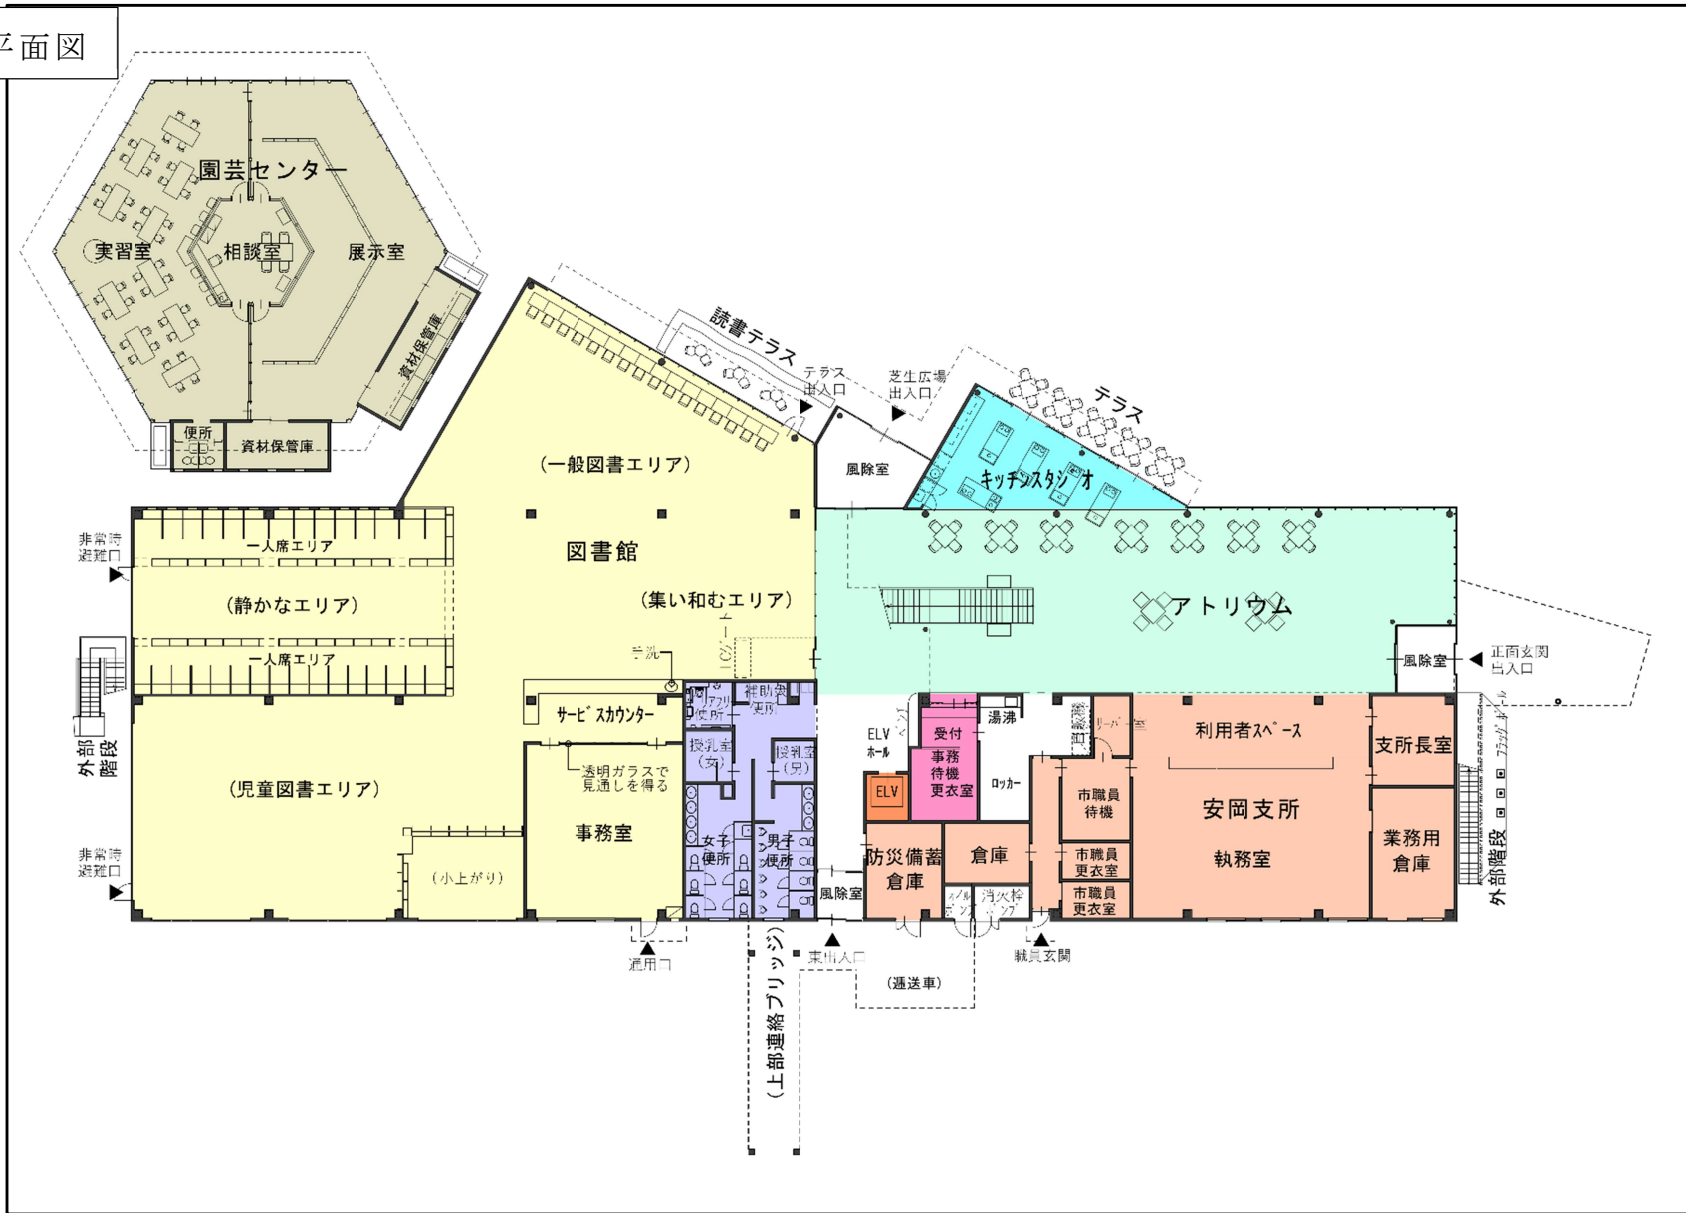 平面図
園芸センター
実習室
相談室
展示室
資材保管庫
便所
資材保管庫
読書テラス
テラス
出入口
芝生広場
出入口
テラス
(一般図書エリア)
風除室
キッチンスタジオ
非常時
避難口
一人席エリア
図書館
(静かなエリア)
(集い和むエリア)
アトリウム
一人席エリア
手洗
風除室
正面玄関
出入口
外部
階段
サービスカウンター
便所
便所
授乳室
(女)
授乳室
(男)
ELV
ホール
受付
事務
待機
更衣室
湯沸
ロッカー
利用者スペース
支所長室
透明ガラスで
見通しを得る
(児童図書エリア)
ELV
市職員
待機
安岡支所
執務室
業務用
倉庫
外部階段
事務室
女子
便所
男子
便所
防災備蓄
倉庫
倉庫
市職員
更衣室
市職員
更衣室
非常時
避難口
(小上がり)
風除室
消火栓
通用口
東出入口
職員玄関
(逓送車)
(上部連絡ブリッジ)